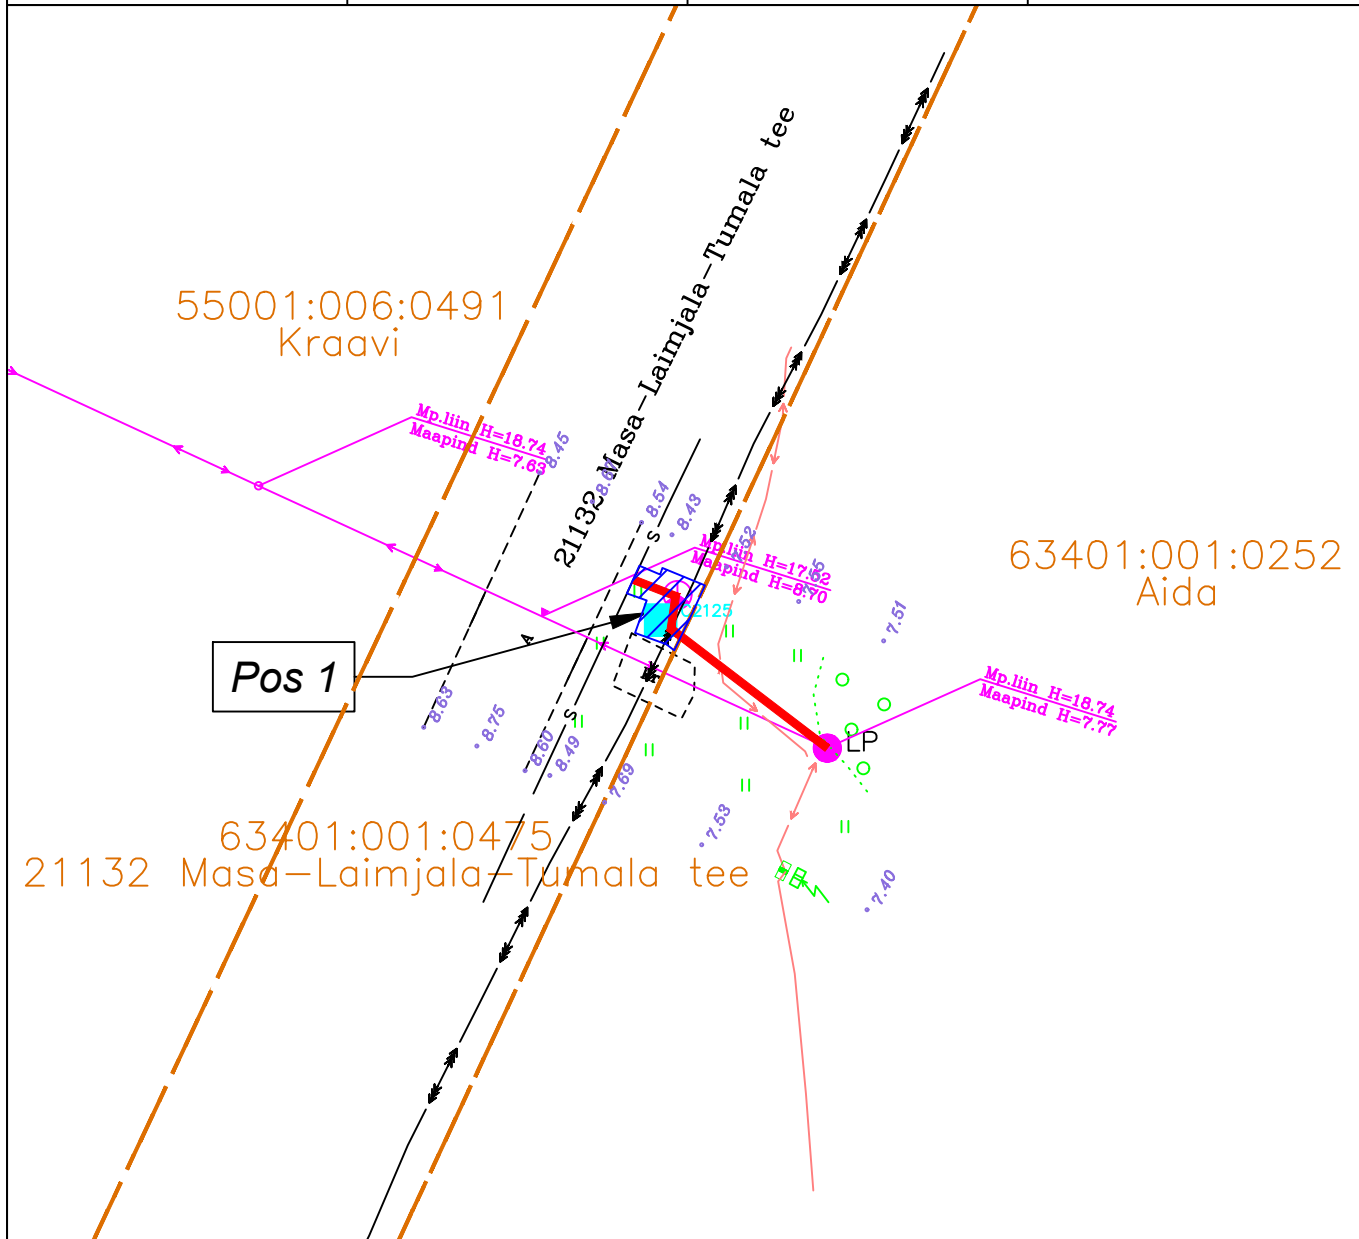 21132 Masa-Laimjala-Tumala tee
55001:006:0491
Kraavi
Mp.liin H=18.74
Maapind H=7.63
8.45
8.54
8.43
S
Mp.liin H=17.52
Maapind H=8.70
63401:001:0252
Aida
C2125
7.51
A
Pos 1
Mp.liin H=18.74
Maapind H=7.77
8.63
8.75
S
8.60
8.49
LP
7.69
7.53
63401:001:0475
21132 Masa-Laimjala-Tumala tee
7.40